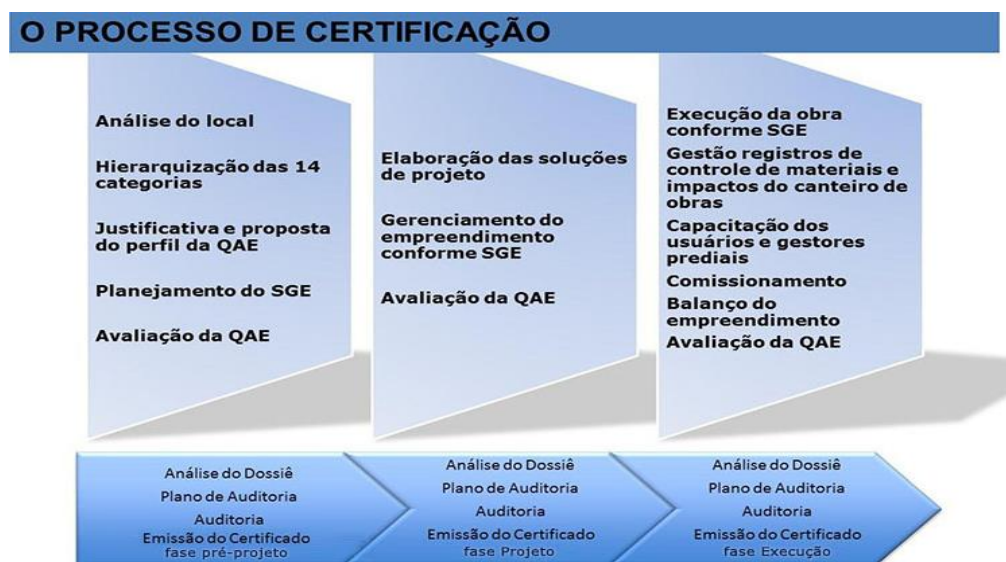 O PROCESSO DE CERTIFICAÇÃO
Análise do local
Hierarquização das 14
categorias
Justificativa e proposta
do perfil da QAE
Planejamento do SGE
Avaliação da QAE
Elaboração das soluções
de projeto
Gerenciamento do
empreendimento
conforme SGE
Avaliação da QAE
Execução da obra
conforme SGE
Gestão registros de
controle de materiais e
impactos do canteiro de
obras
Capacitação dos
usuários e gestores
prediais
Comissionamento
Balanço do
empreendimento
Avaliação da QAE
Análise do Dossiê
Plano de Auditoria
Auditoria
Emissão do Certificado
fase pré-projeto
Análise do Dossiê
Plano de Auditoria
Auditoria
Emissão do Certificado
fase Projeto
Análise do Dossiê
Plano de Auditoria
Auditoria
Emissão do Certificado
fase Execução